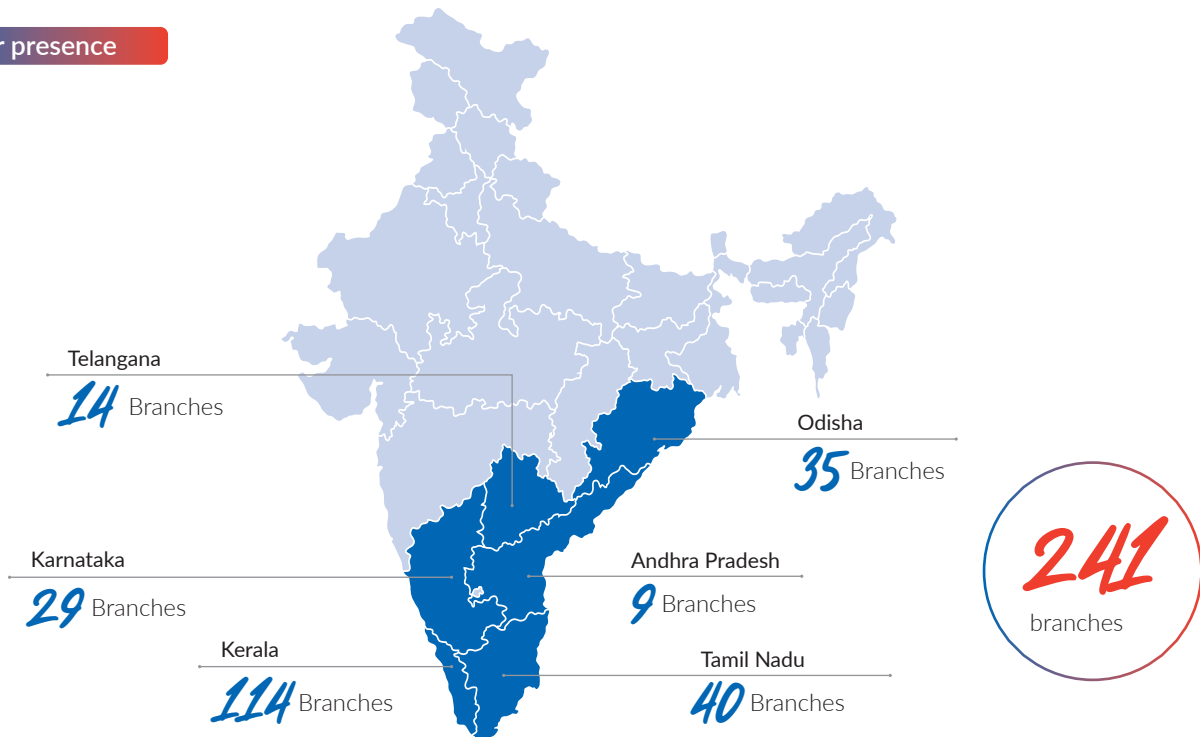 r presence
Telangana
14 Branches
Odisha
35 Branches
Karnataka
29 Branches
Andhra Pradesh
9 Branches
241
branches
Kerala
114 Branches
Tamil Nadu
40 Branches